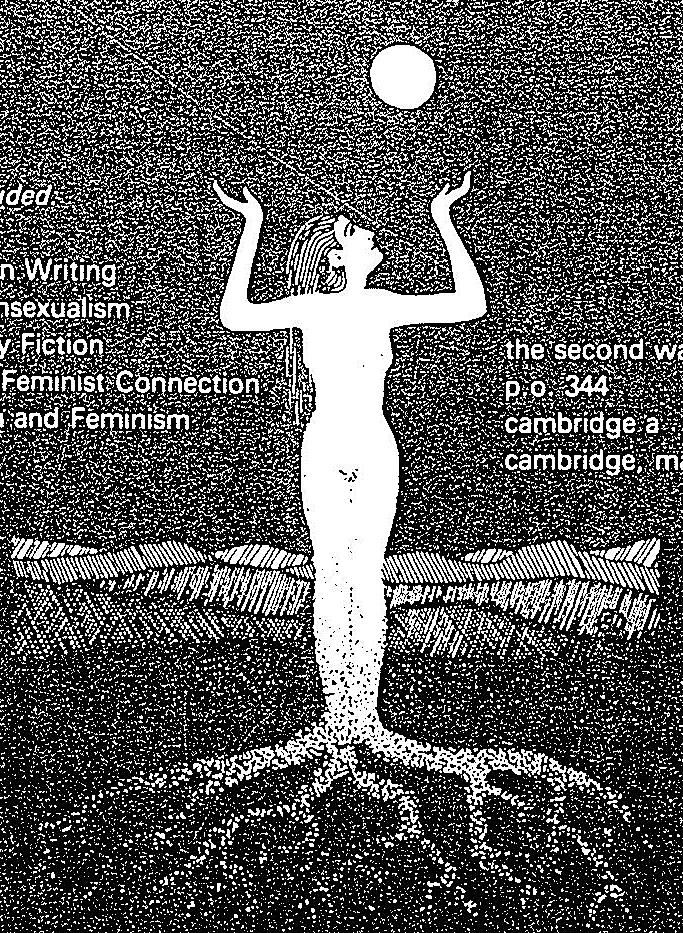 uded:
n Writing
nsexualism
y Fiction
Feminist Connection
and Feminism
the second wa
p.o. 344
cambridge a
cambridge, ma